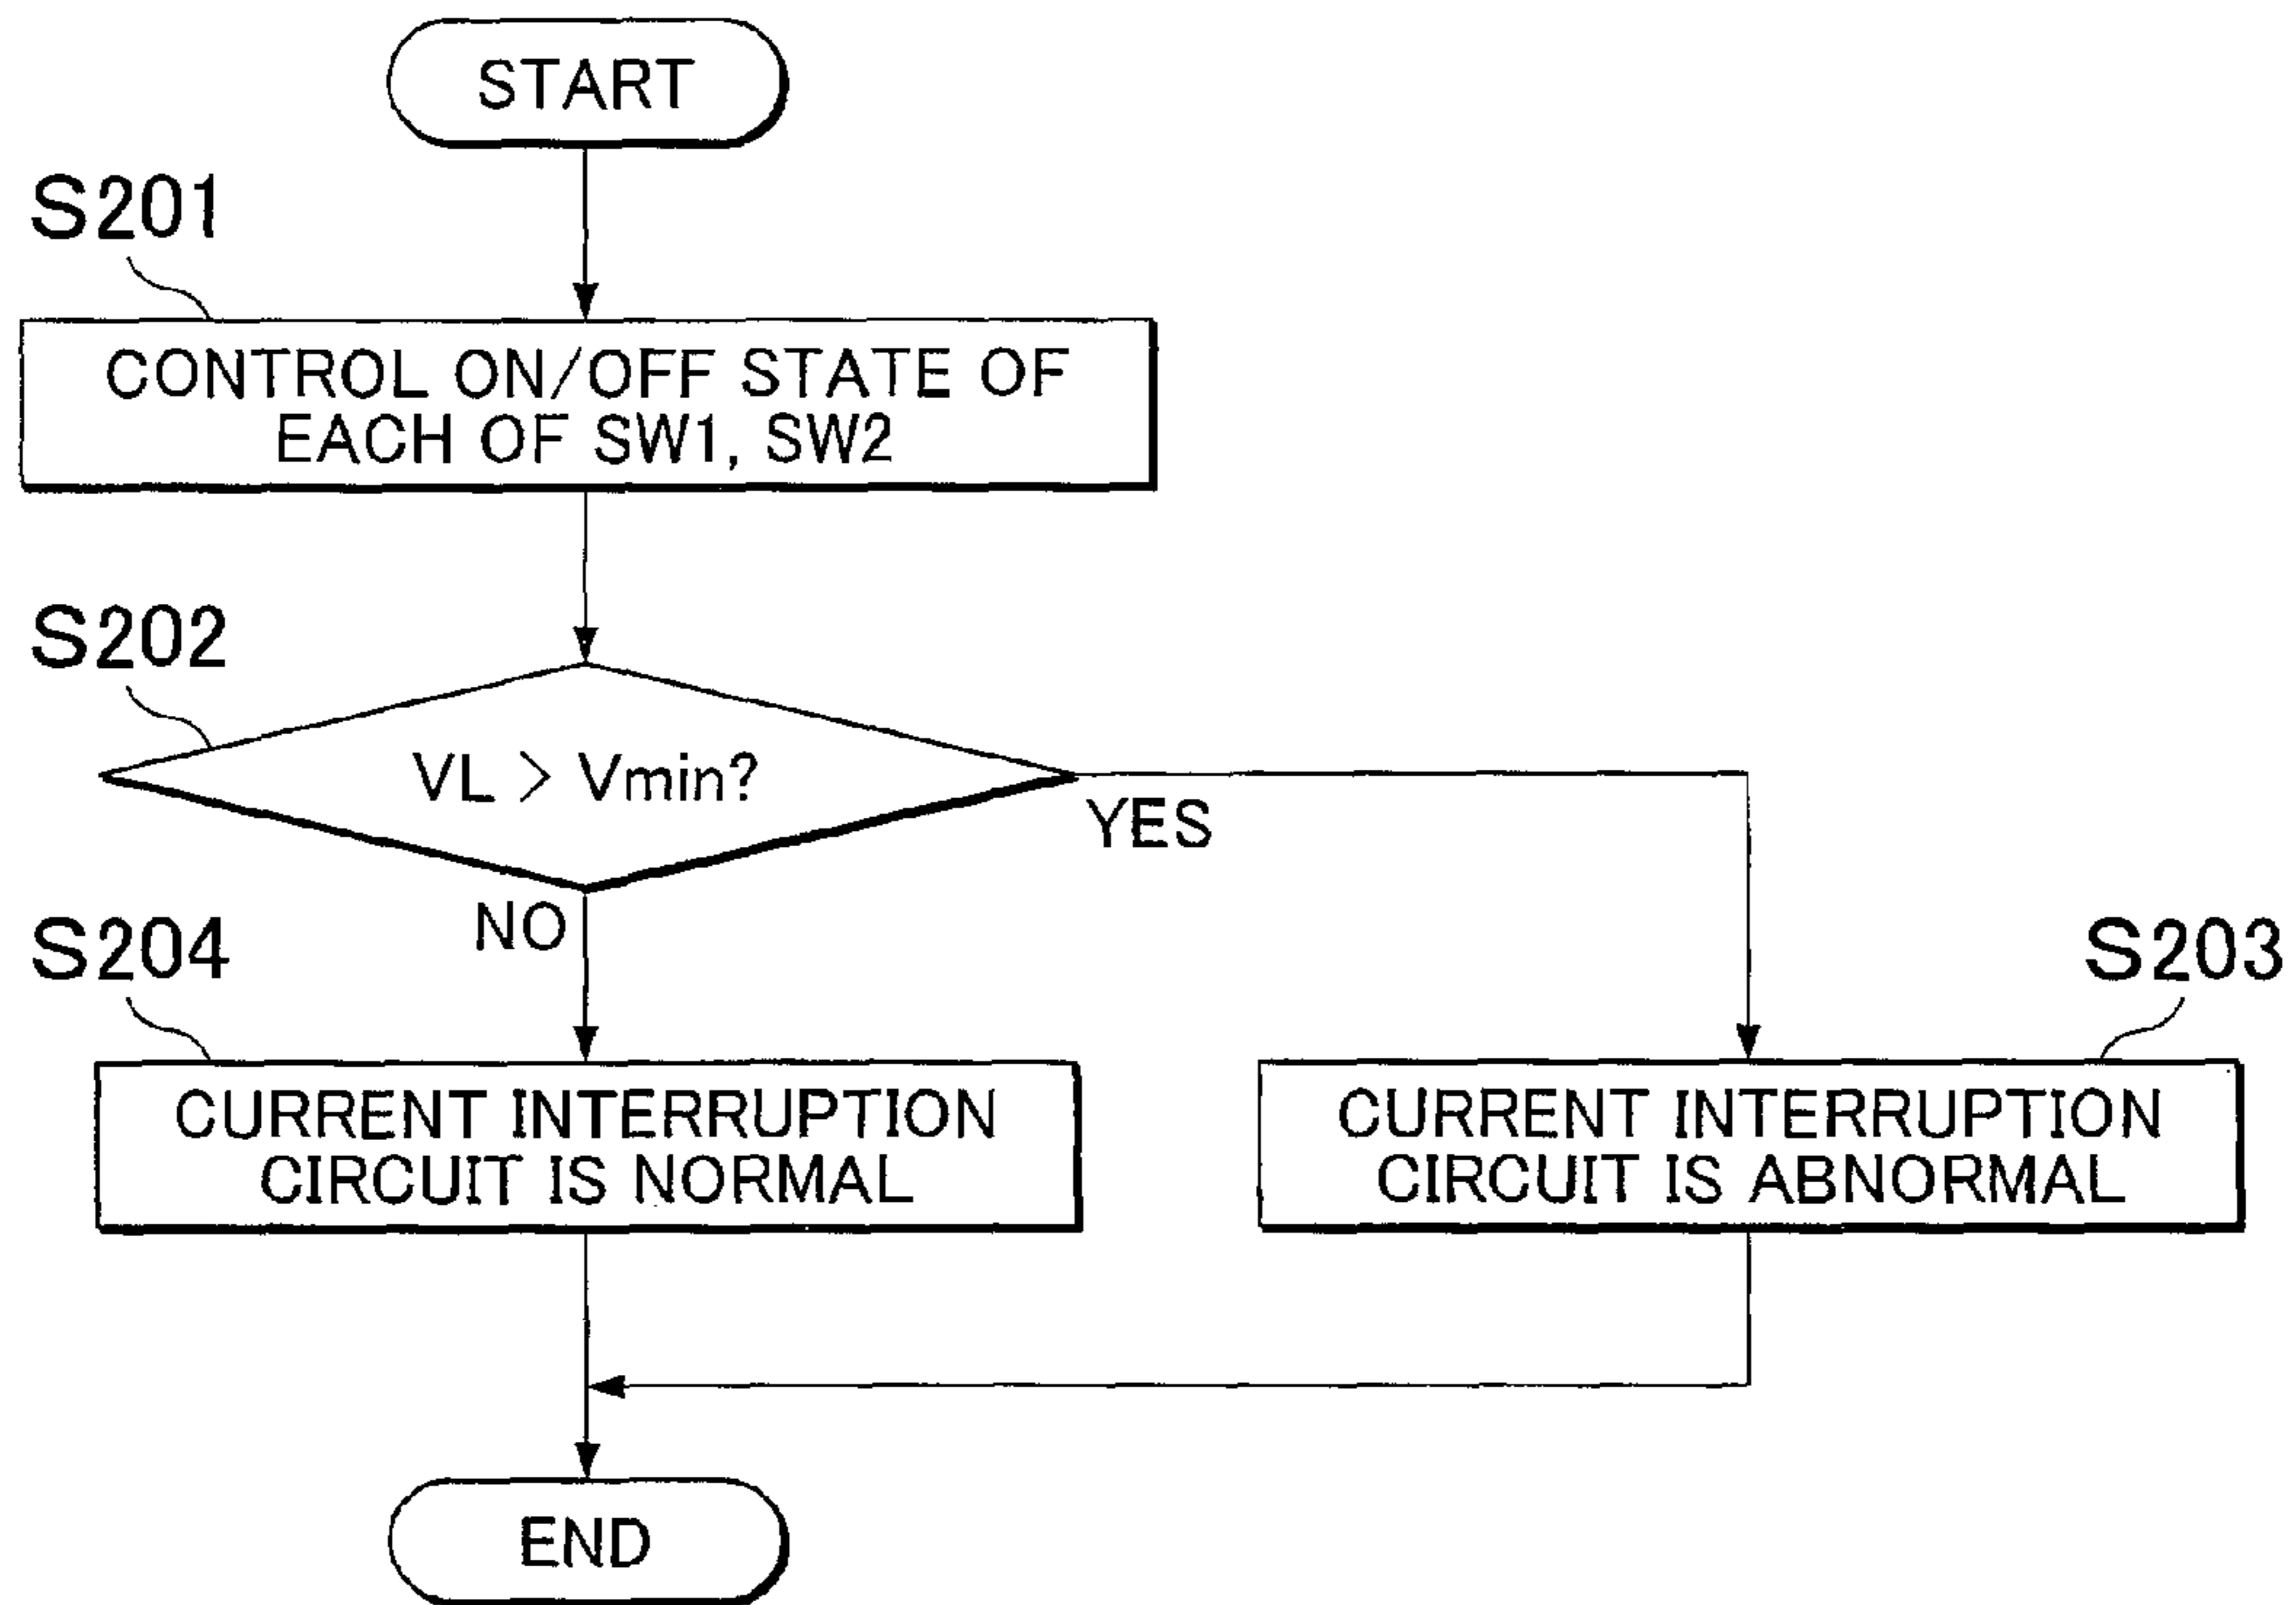 START
S201
CONTROL ON/OFF STATE OF
EACH OF SW1, SW2
S202
VL > Vmin?
YES
NO
S204
CURRENT INTERRUPTION
CIRCUIT IS NORMAL
S203
CURRENT INTERRUPTION
CIRCUIT IS ABNORMAL
END